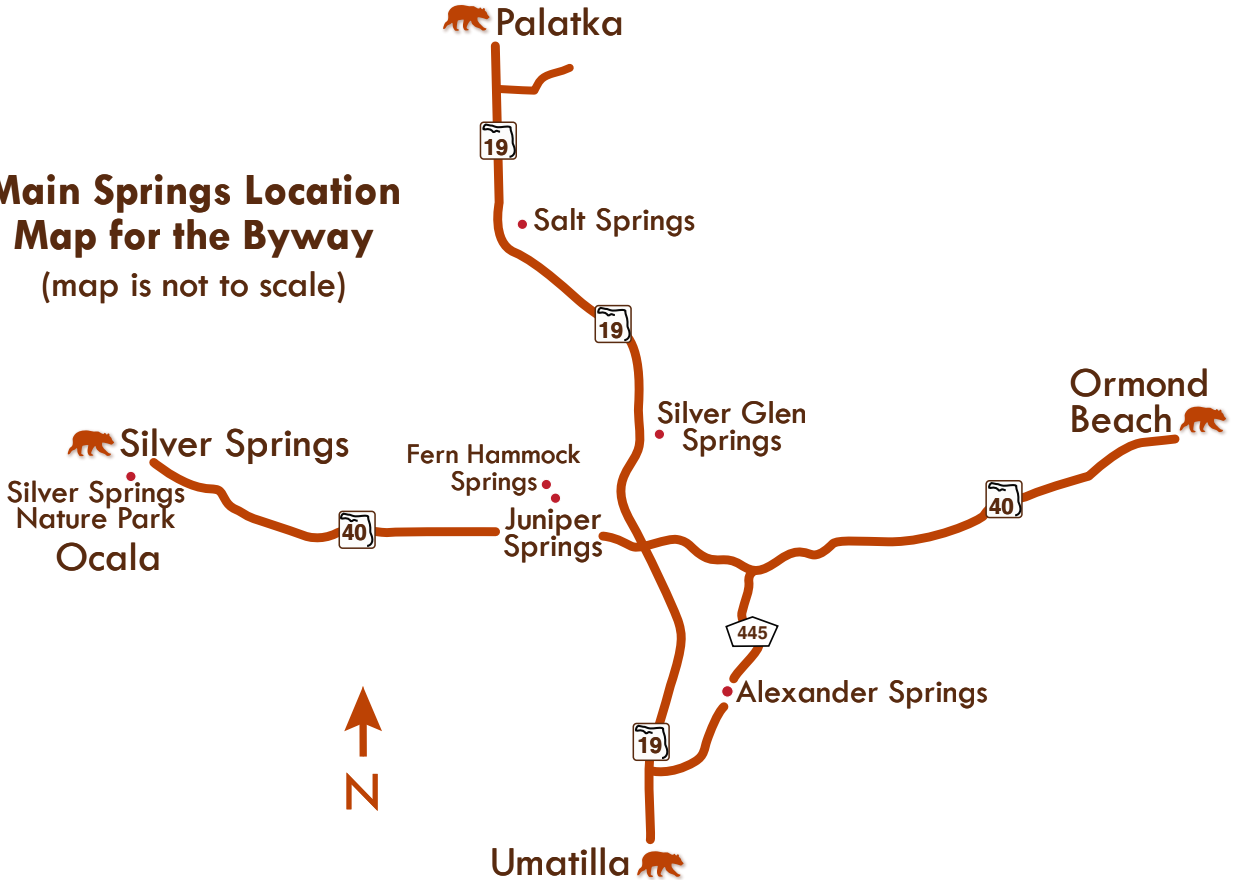 Palatka
19
Main Springs Location
Map for the Byway
(map is not to scale)
Salt Springs
19
Ormond
Beach
Silver Glen
Springs
Silver Springs
Fern Hammock
Springs
Silver Springs
Nature Park
Ocala
40
Juniper
Springs
40
445
Alexander Springs
19
N
Umatilla